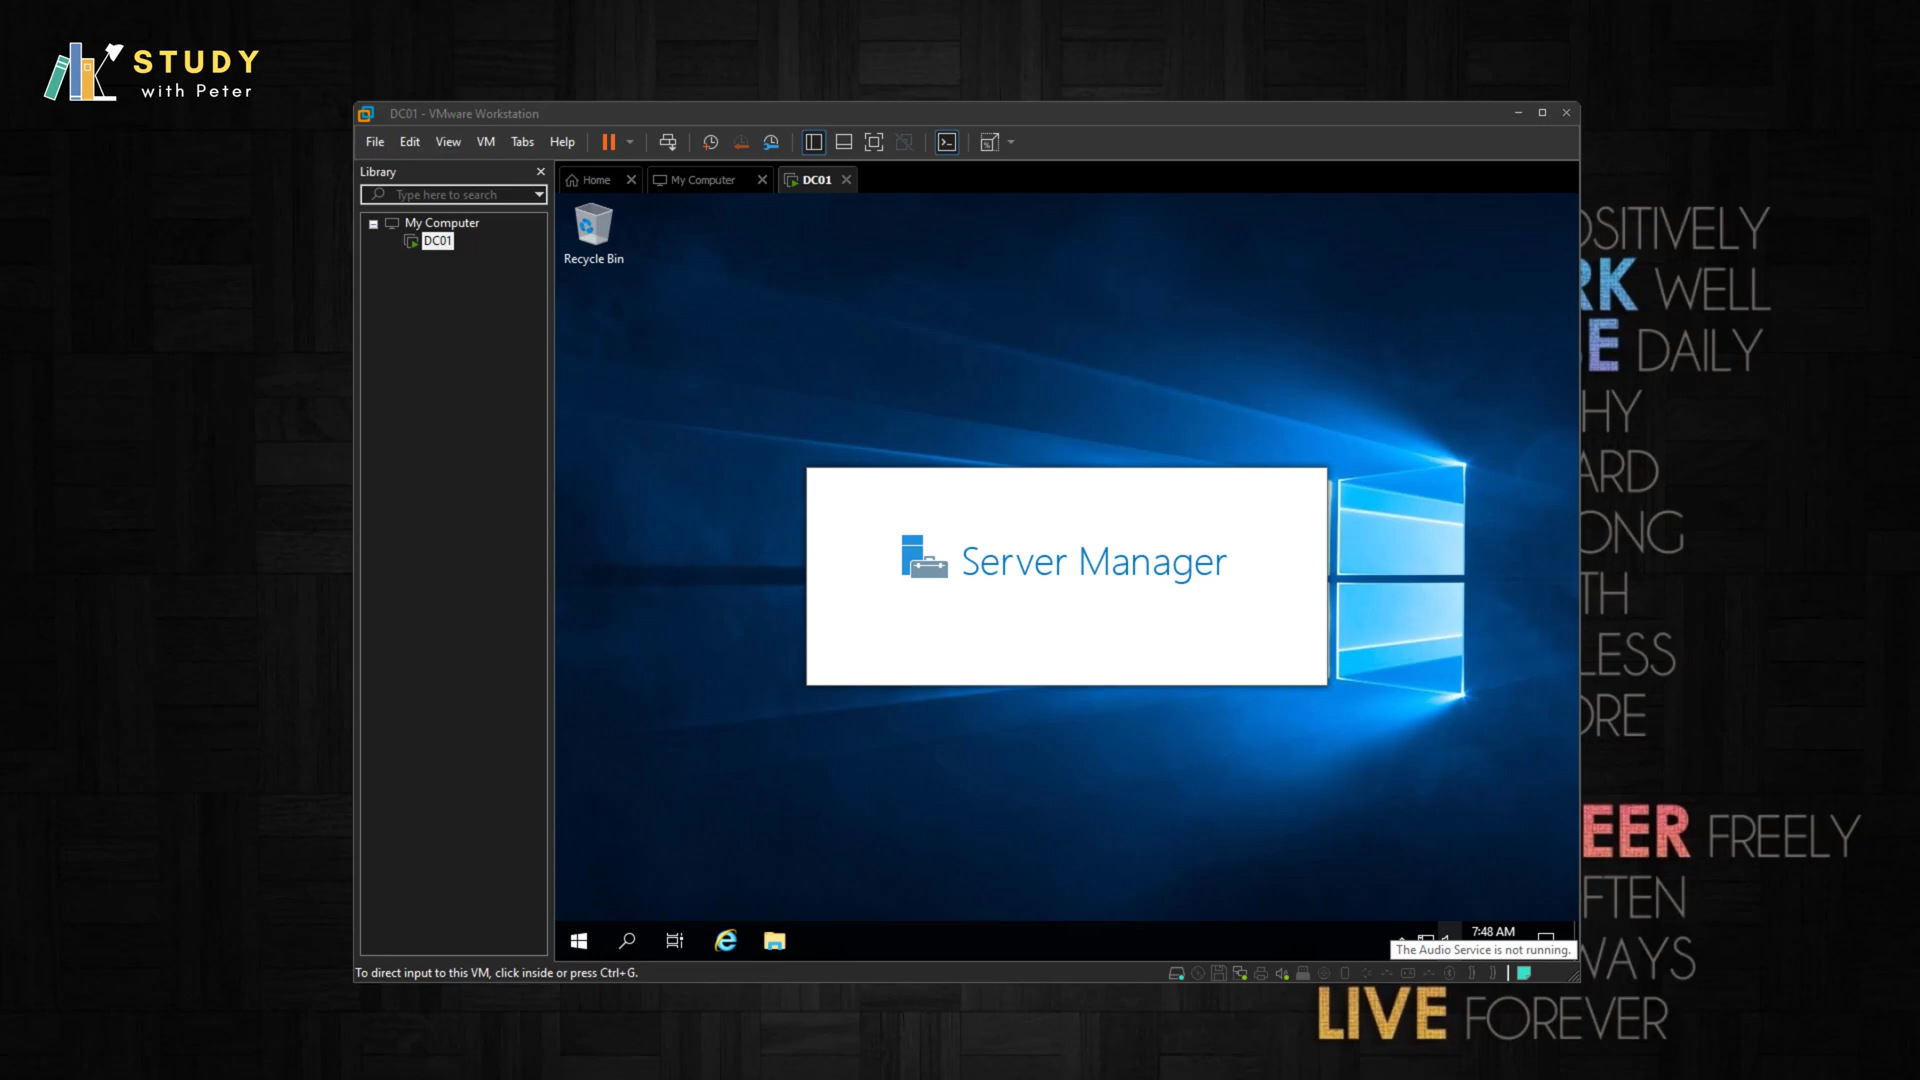 STUDY
with Peter
DC01 - VMware Workstation
File Edit View VM Tabs Help
Library
Type here to search
Home
My Computer
DC01
My Computer
DC01
Recycle Bin
Server Manager
7:48 AM
The Audio Service is not running.
To direct input to this VM, click inside or press Ctrl+G.
OSITIVELY
RK WELL
E DAILY
HY
ARD
ONG
TH
LESS
ORE
EER FREELY
FTEN
WAYS
LIVE FOREVER